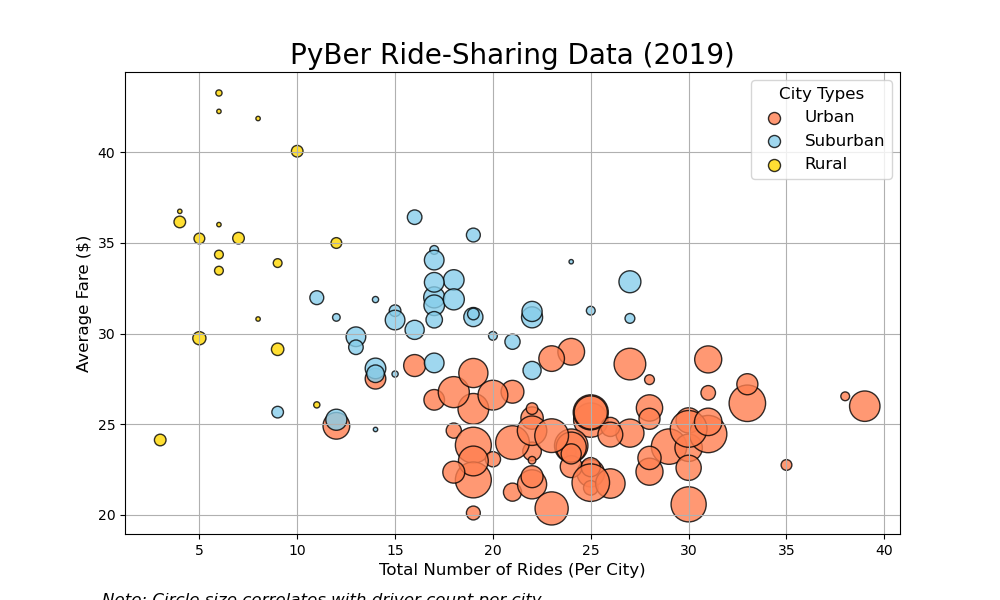 PyBer Ride-Sharing Data (2019)
City Types
Urban
Suburban
Rural
Average Fare ($)
40
35
30
25
20
5 10 15 20 25 30 35 40
Total Number of Rides (Per City)
Note: Circle size correlates with driver count per city.